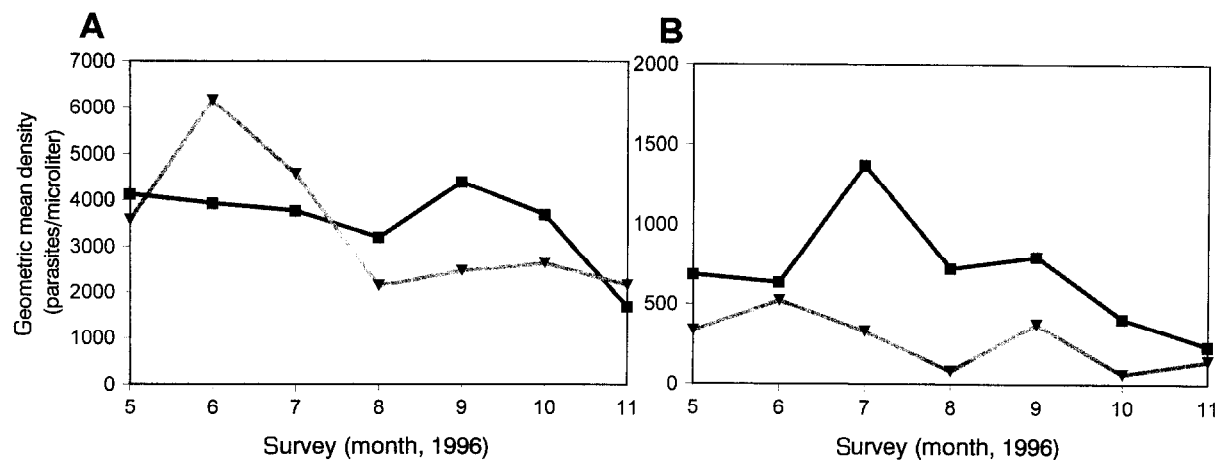 A
B
Geometric mean density
(parasites/microliter)
7000
6000
5000
4000
3000
2000
1000
0
5 6 7 8 9 10 11
Survey (month, 1996)
2000
1500
1000
500
0
5 6 7 8 9 10 11
Survey (month, 1996)